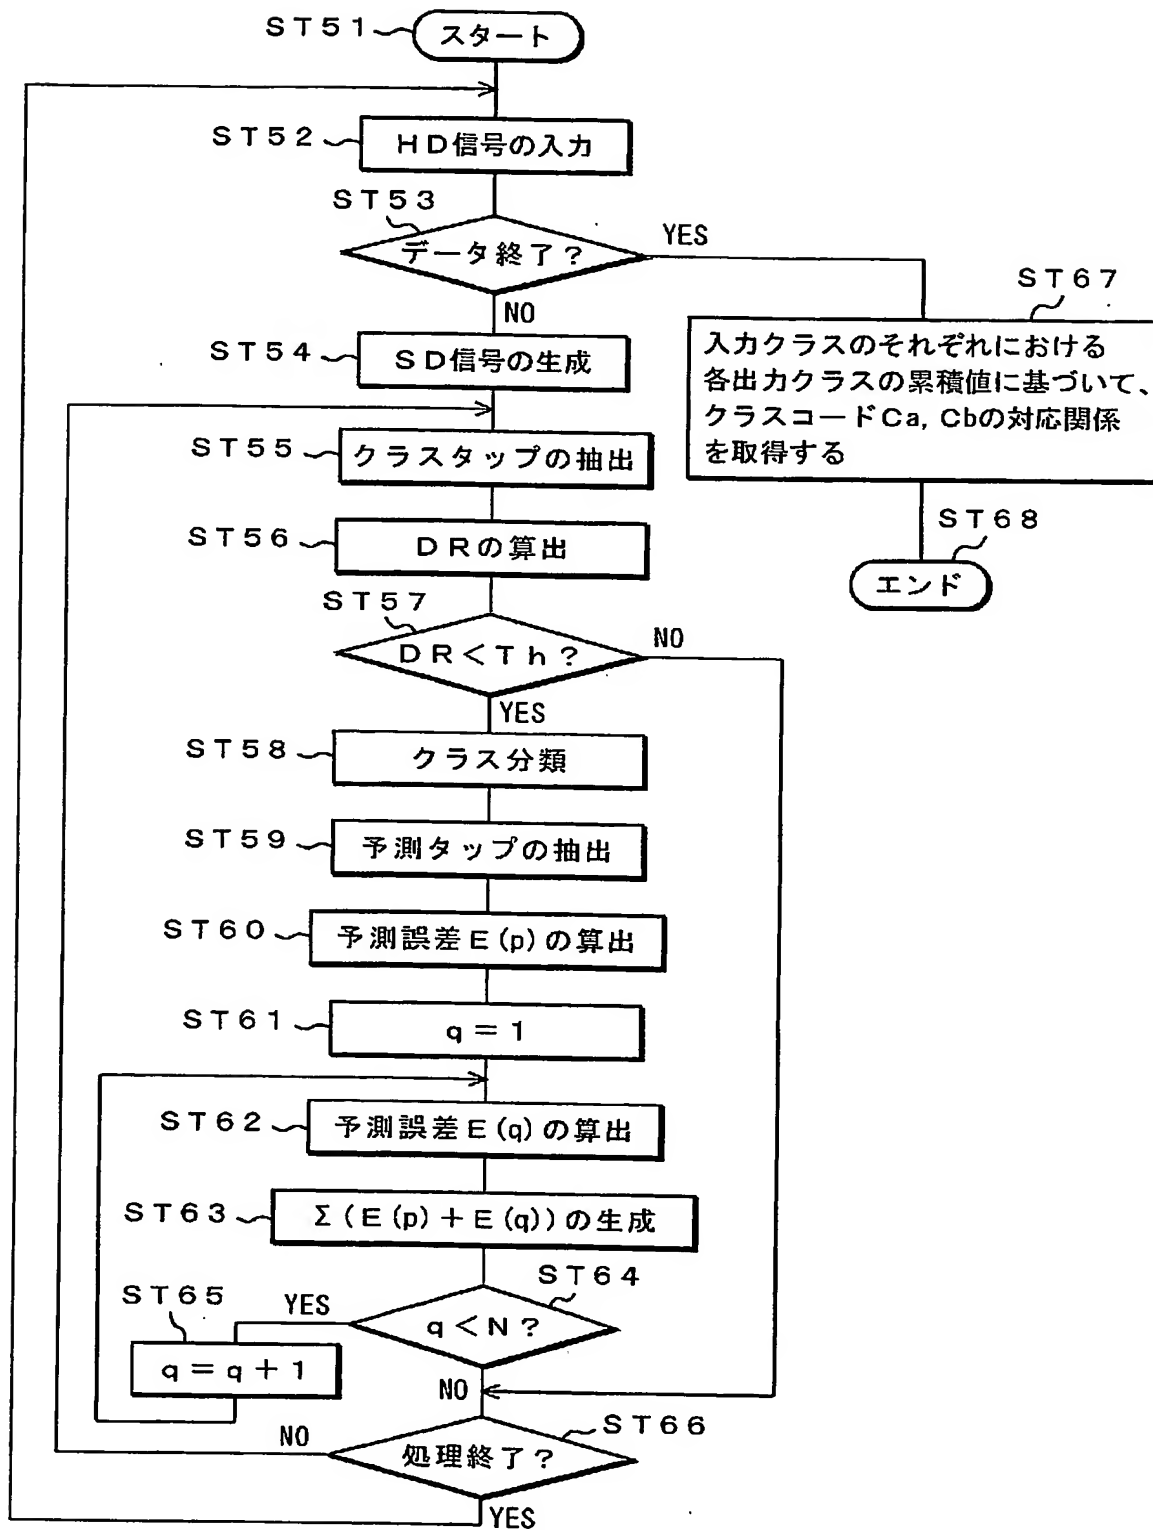 ST51
スタート
ST52
HD信号の入力
ST53
データ終了?
YES
NO
ST67
入力クラスのそれぞれにおける
各出力クラスの累積値に基づいて、
クラスコードCa, Cbの対応関係
を取得する
ST54
SD信号の生成
ST55
クラスタップの抽出
ST68
エンド
ST56
DRの算出
ST57
DR<Th?
NO
YES
ST58
クラス分類
ST59
予測タップの抽出
ST60
予測誤差E(p)の算出
ST61
q=1
ST62
予測誤差E(q)の算出
ST63
Σ(E(p)+E(q))の生成
ST64
q<N?
YES
ST65
q=q+1
NO
ST66
処理終了?
NO
YES